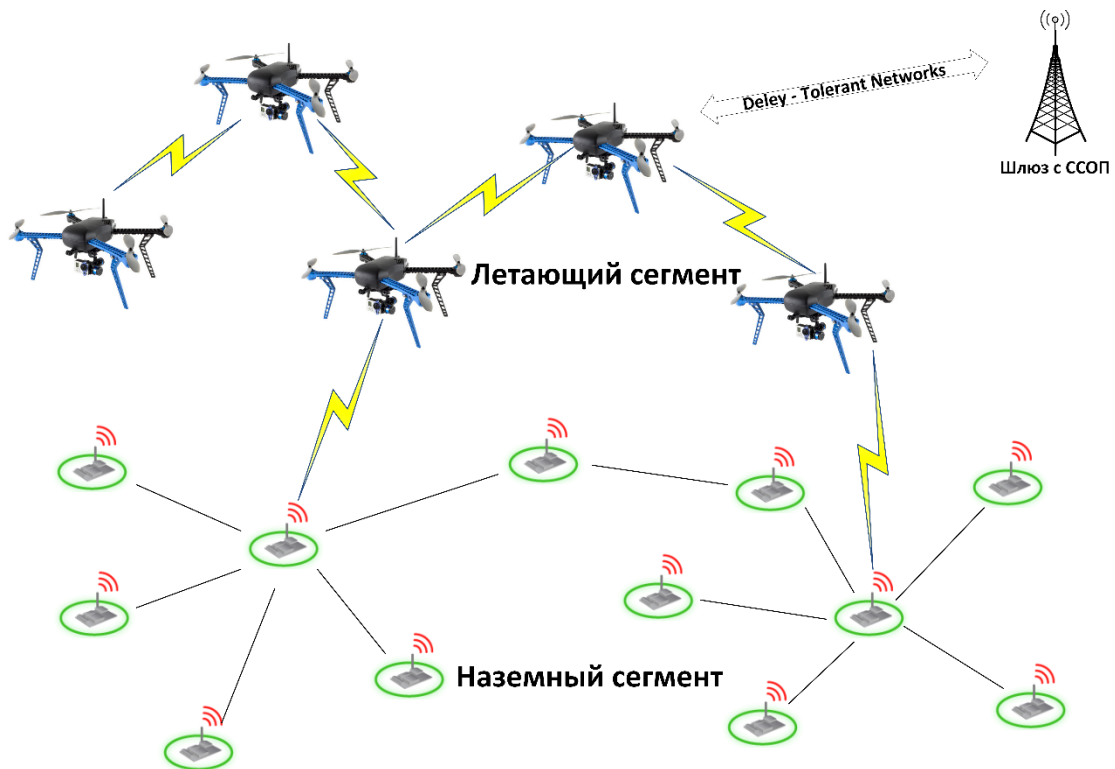 Deley - Tolerant Networks
Шлюз с ССОП
Летающий сегмент
Наземный сегмент